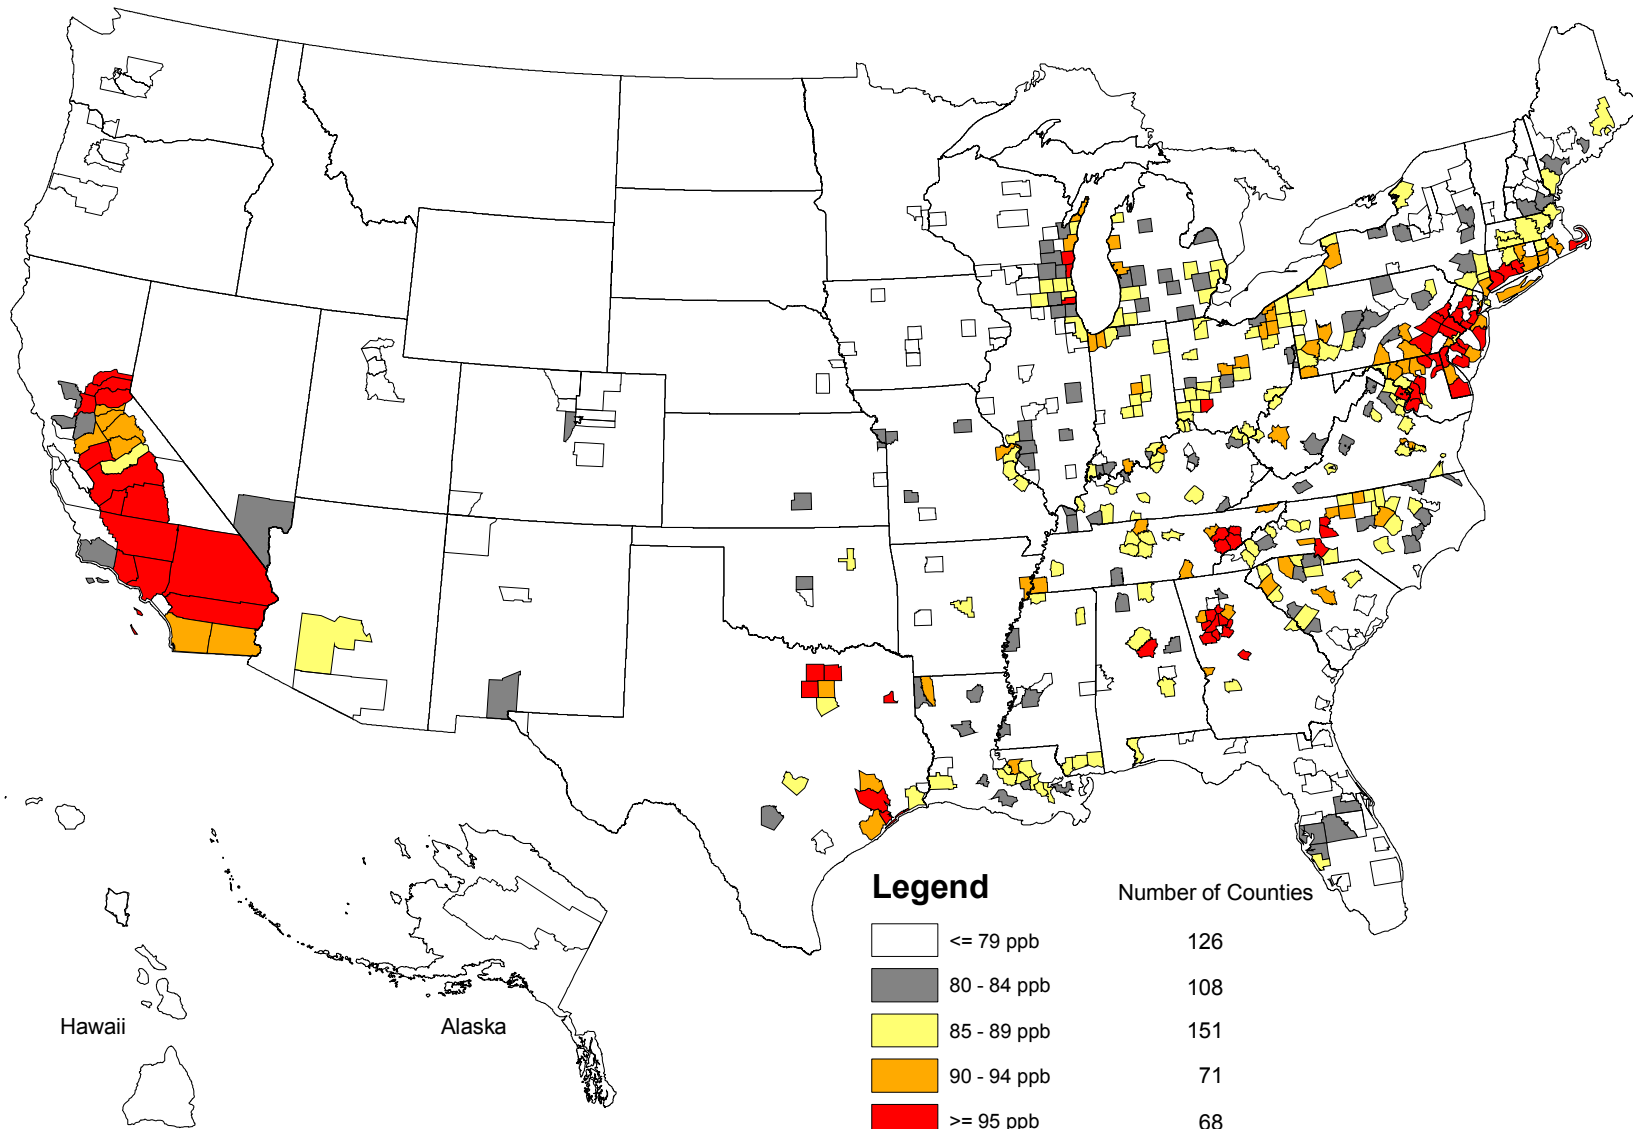 Legend
Number of Counties
<= 79 ppb 126
80 - 84 ppb 108
85 - 89 ppb 151
90 - 94 ppb 71
>= 95 ppb 68
Hawaii
Alaska